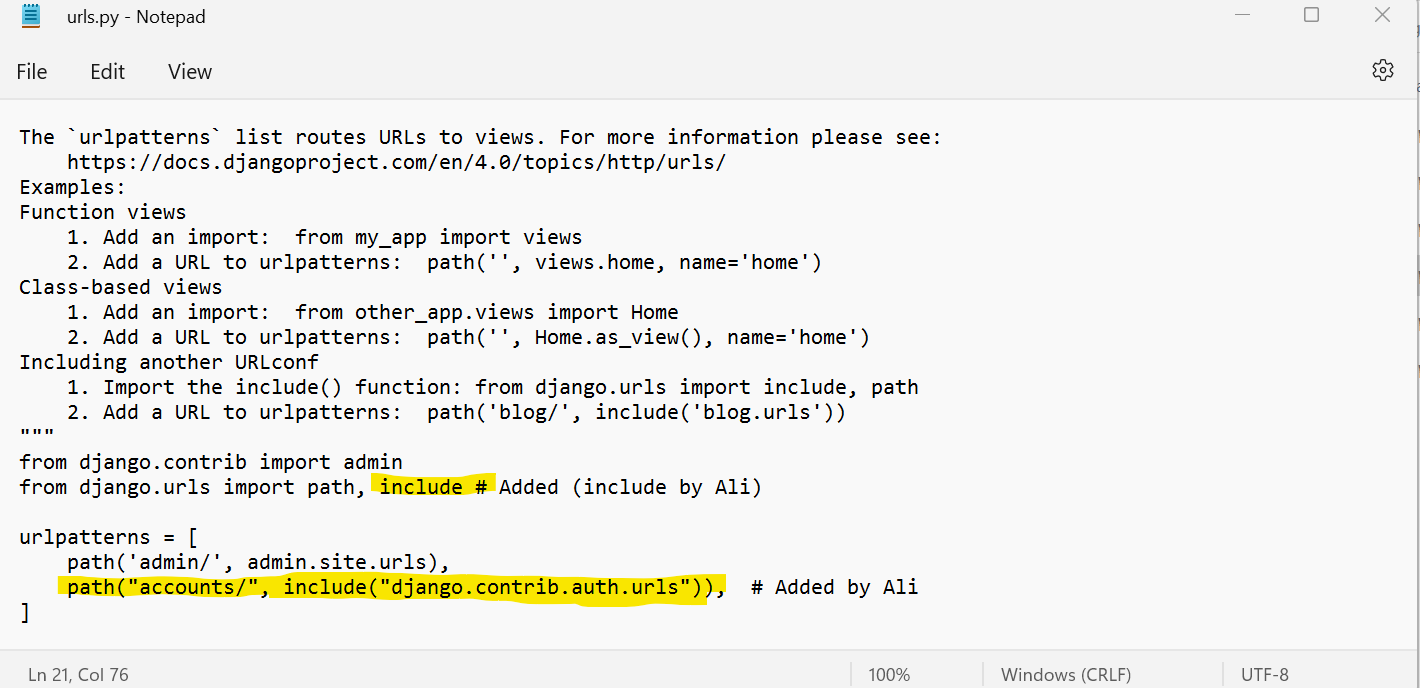 urls.py - Notepad
File Edit View
The `urlpatterns` list routes URLs to views. For more information please see:
    https://docs.djangoproject.com/en/4.0/topics/http/urls/
Examples:
Function views
    1. Add an import:  from my_app import views
    2. Add a URL to urlpatterns:  path('', views.home, name='home')
Class-based views
    1. Add an import:  from other_app.views import Home
    2. Add a URL to urlpatterns:  path('', Home.as_view(), name='home')
Including another URLconf
    1. Import the include() function: from django.urls import include, path
    2. Add a URL to urlpatterns:  path('blog/', include('blog.urls'))
"""
from django.contrib import admin
from django.urls import path, include # Added (include by Ali)

urlpatterns = [
    path('admin/', admin.site.urls),
    path("accounts/", include("django.contrib.auth.urls")),  # Added by Ali
]
Ln 21, Col 76 100% Windows (CRLF) UTF-8